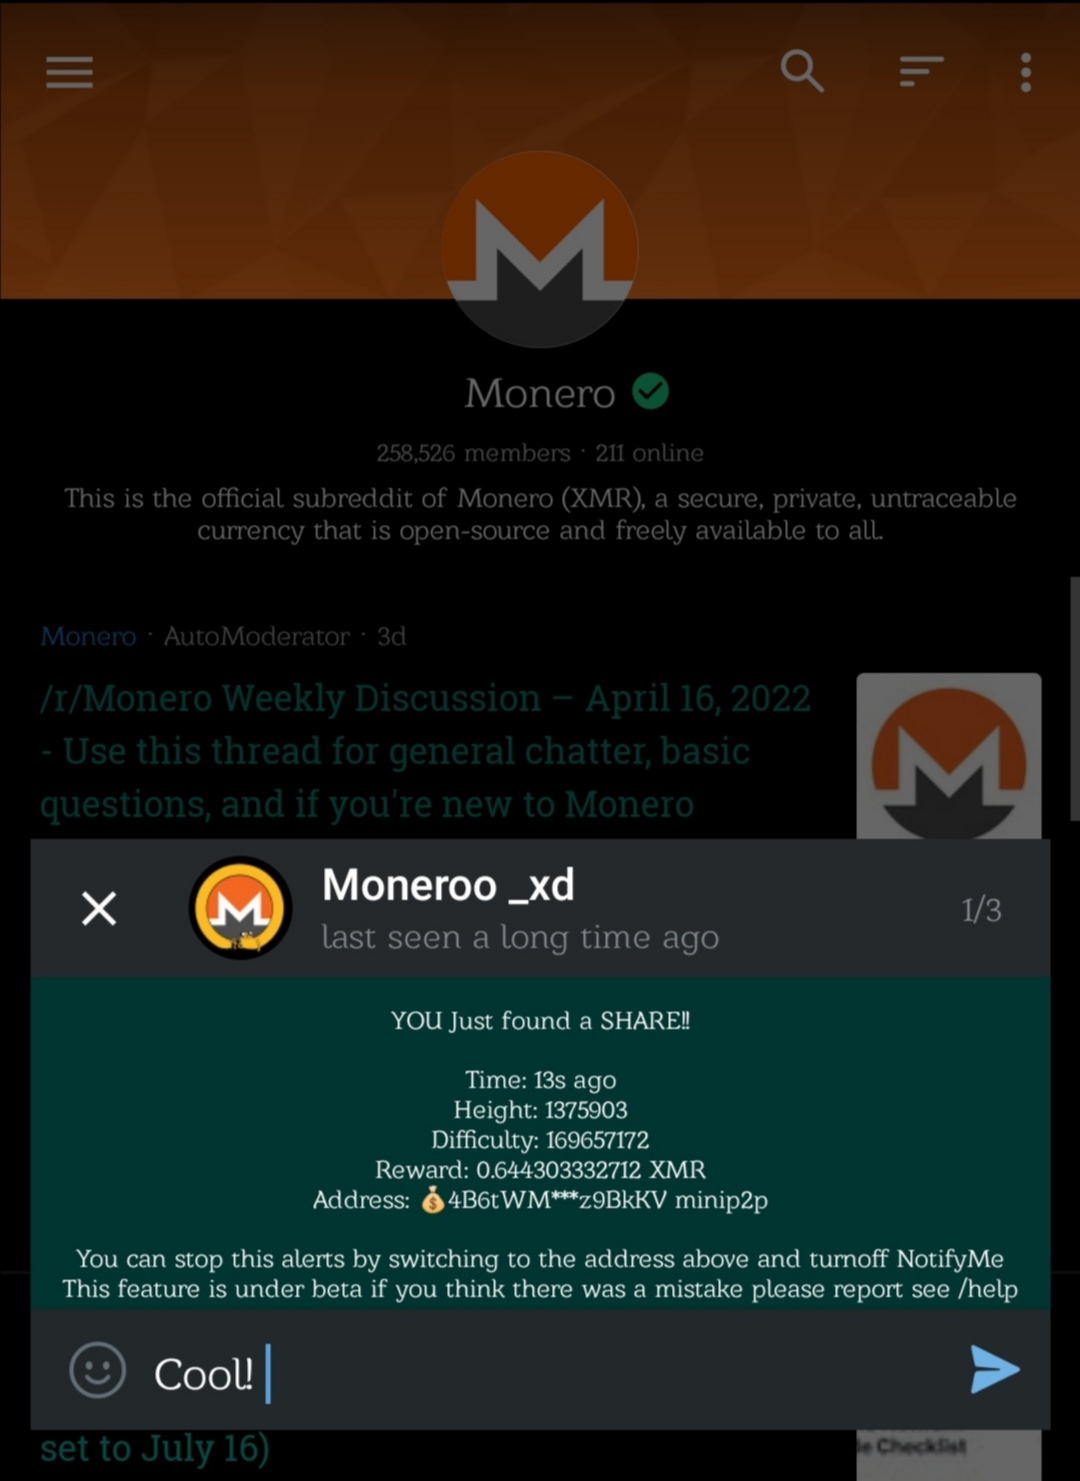 Monero
258,526 members · 211 online
This is the official subreddit of Monero (XMR), a secure, private, untraceable
currency that is open-source and freely available to all.
Monero · AutoModerator · 3d
/r/Monero Weekly Discussion – April 16, 2022
- Use this thread for general chatter, basic
questions, and if you're new to Monero
Moneroo _xd
last seen a long time ago
1/3
YOU Just found a SHARE!!
Time: 13s ago
Height: 1375903
Difficulty: 169657172
Reward: 0.644303332712 XMR
Address: 💰4B6tWM***z9BkKV minip2p
You can stop this alerts by switching to the address above and turnoff NotifyMe
This feature is under beta if you think there was a mistake please report see /help
Cool!
set to July 16)
Checklist